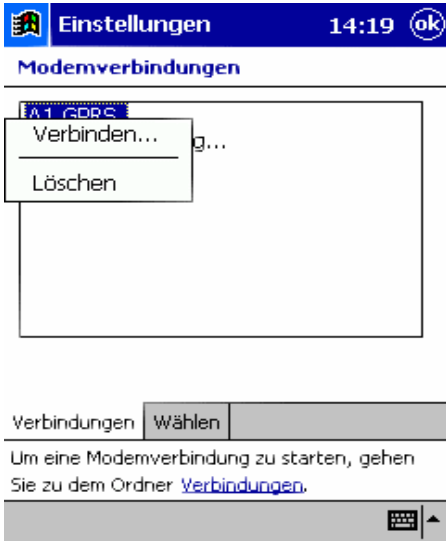 Einstellungen 14:19 ok
Modemverbindungen
A1 GPRS
Verbinden...
g...
Löschen
Verbindungen Wählen
Um eine Modemverbindung zu starten, gehen
Sie zu dem Ordner Verbindungen.